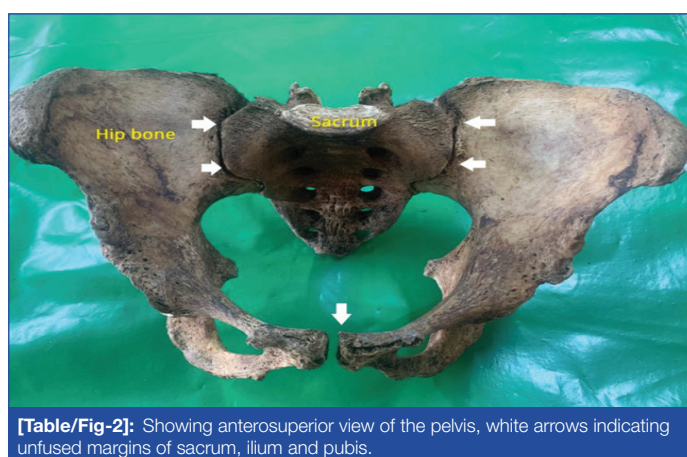 Hip bone
Sacrum
[Table/Fig-2]: Showing anterosuperior view of the pelvis, white arrows indicating
unfused margins of sacrum, ilium and pubis.